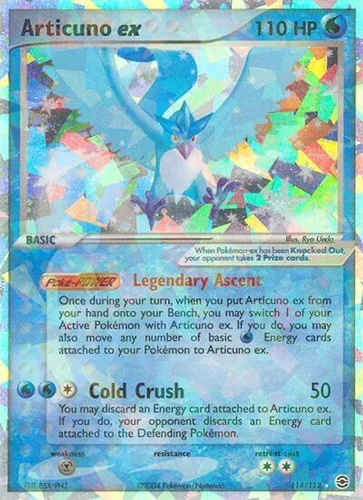 Articuno ex 110 HP
BASIC
Illus. Ryo Ueda
When Pokémon-ex has been Knocked Out,
your opponent takes 2 Prize cards.
Poké-POWER Legendary Ascent
Once during your turn, when you put Articuno ex from
your hand onto your Bench, you may switch 1 of your
Active Pokémon with Articuno ex. If you do, you may
also move any number of basic Energy cards
attached to your Pokémon to Articuno ex.
Cold Crush 50
You may discard an Energy card attached to Articuno ex.
If you do, your opponent discards an Energy card
attached to the Defending Pokémon.
weakness resistance retreat cost
©2004 Pokémon/Nintendo
114/112